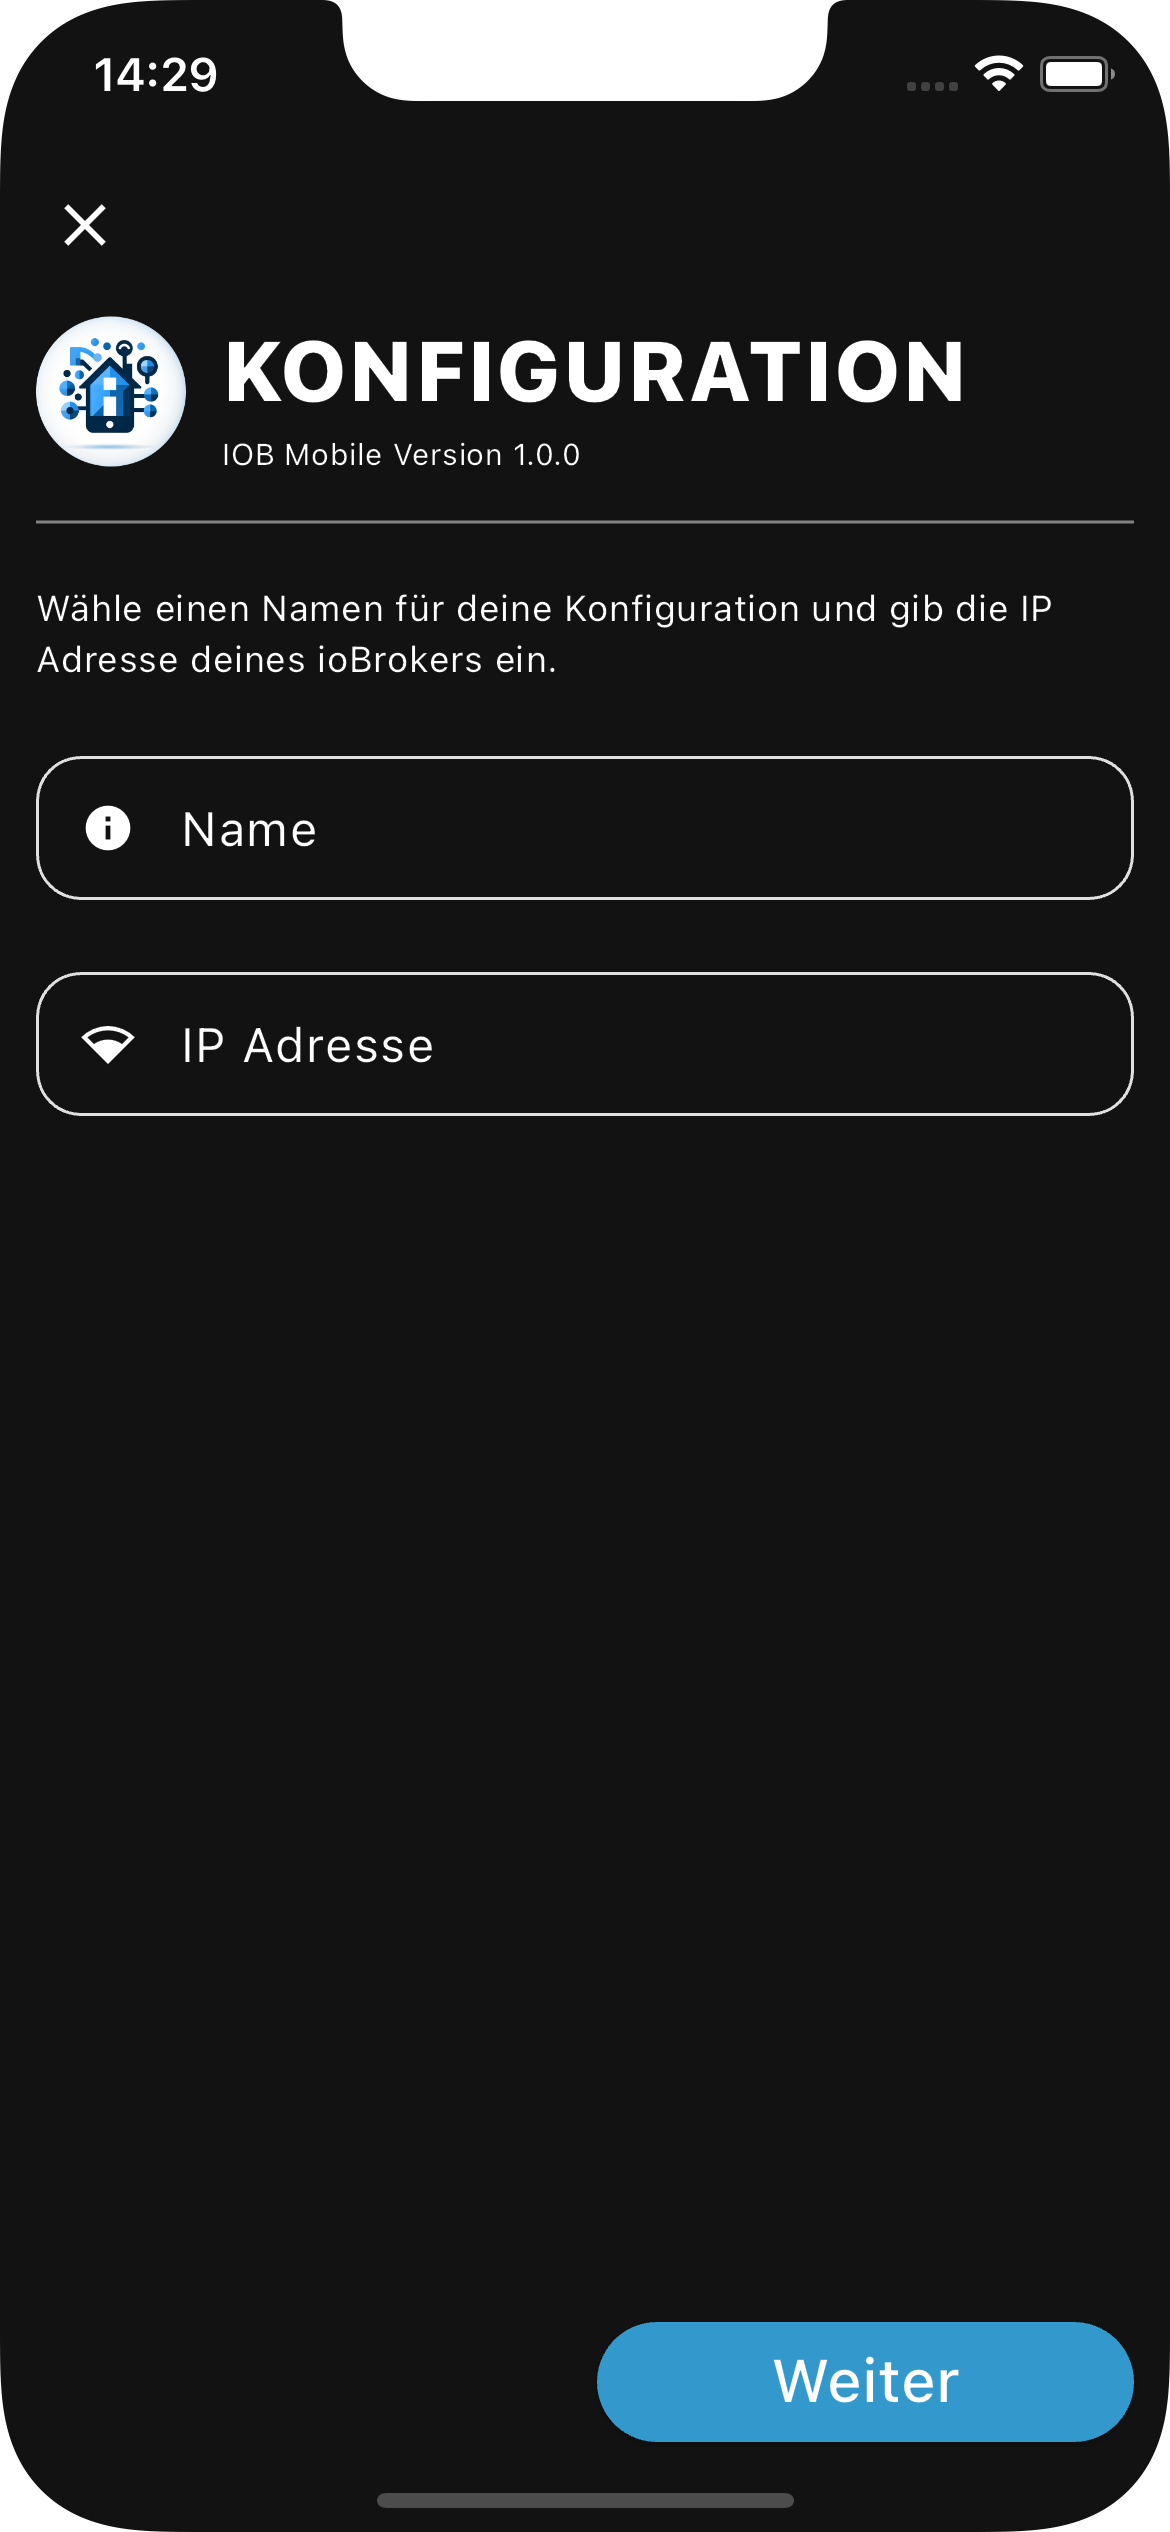 14:29
KONFIGURATION
IOB Mobile Version 1.0.0
Wähle einen Namen für deine Konfiguration und gib die IP
Adresse deines ioBrokers ein.
Name
IP Adresse
Weiter